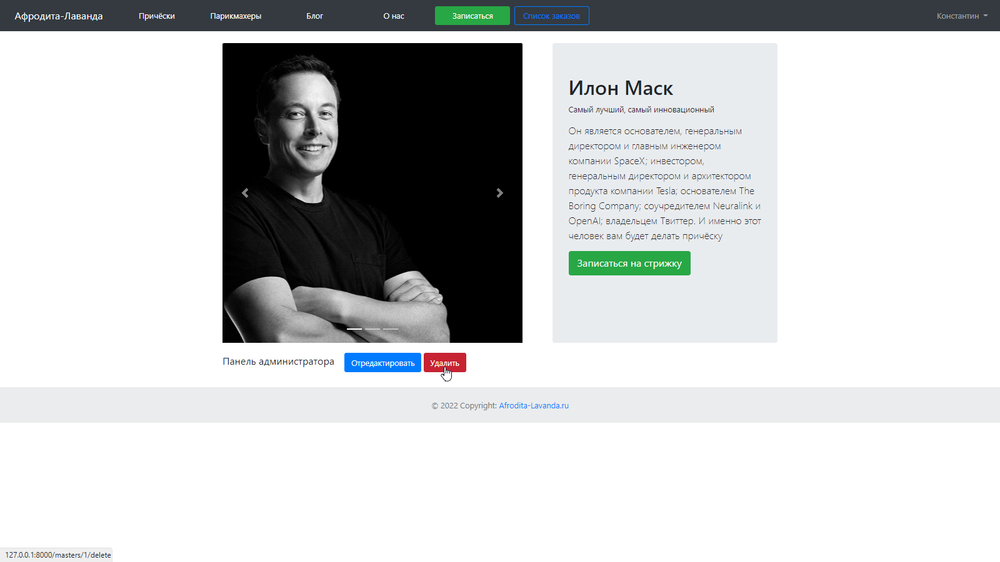 Афродита-Лаванда
Причёски
Парикмахеры
Блог
О нас
Записаться
Список заказов
Константин
Илон Маск
Самый лучший, самый инновационный
Он является основателем, генеральным
директором и главным инженером
компании SpaceX; инвестором,
генеральным директором и архитектором
продукта компании Tesla; основателем The
Boring Company; соучредителем Neuralink и
OpenAI; владельцем Твиттер. И именно этот
человек вам будет делать причёску
Записаться на стрижку
Панель администратора
Отредактировать
Удалить
© 2022 Copyright: Afrodita-Lavanda.ru
127.0.0.1:8000/masters/1/delete